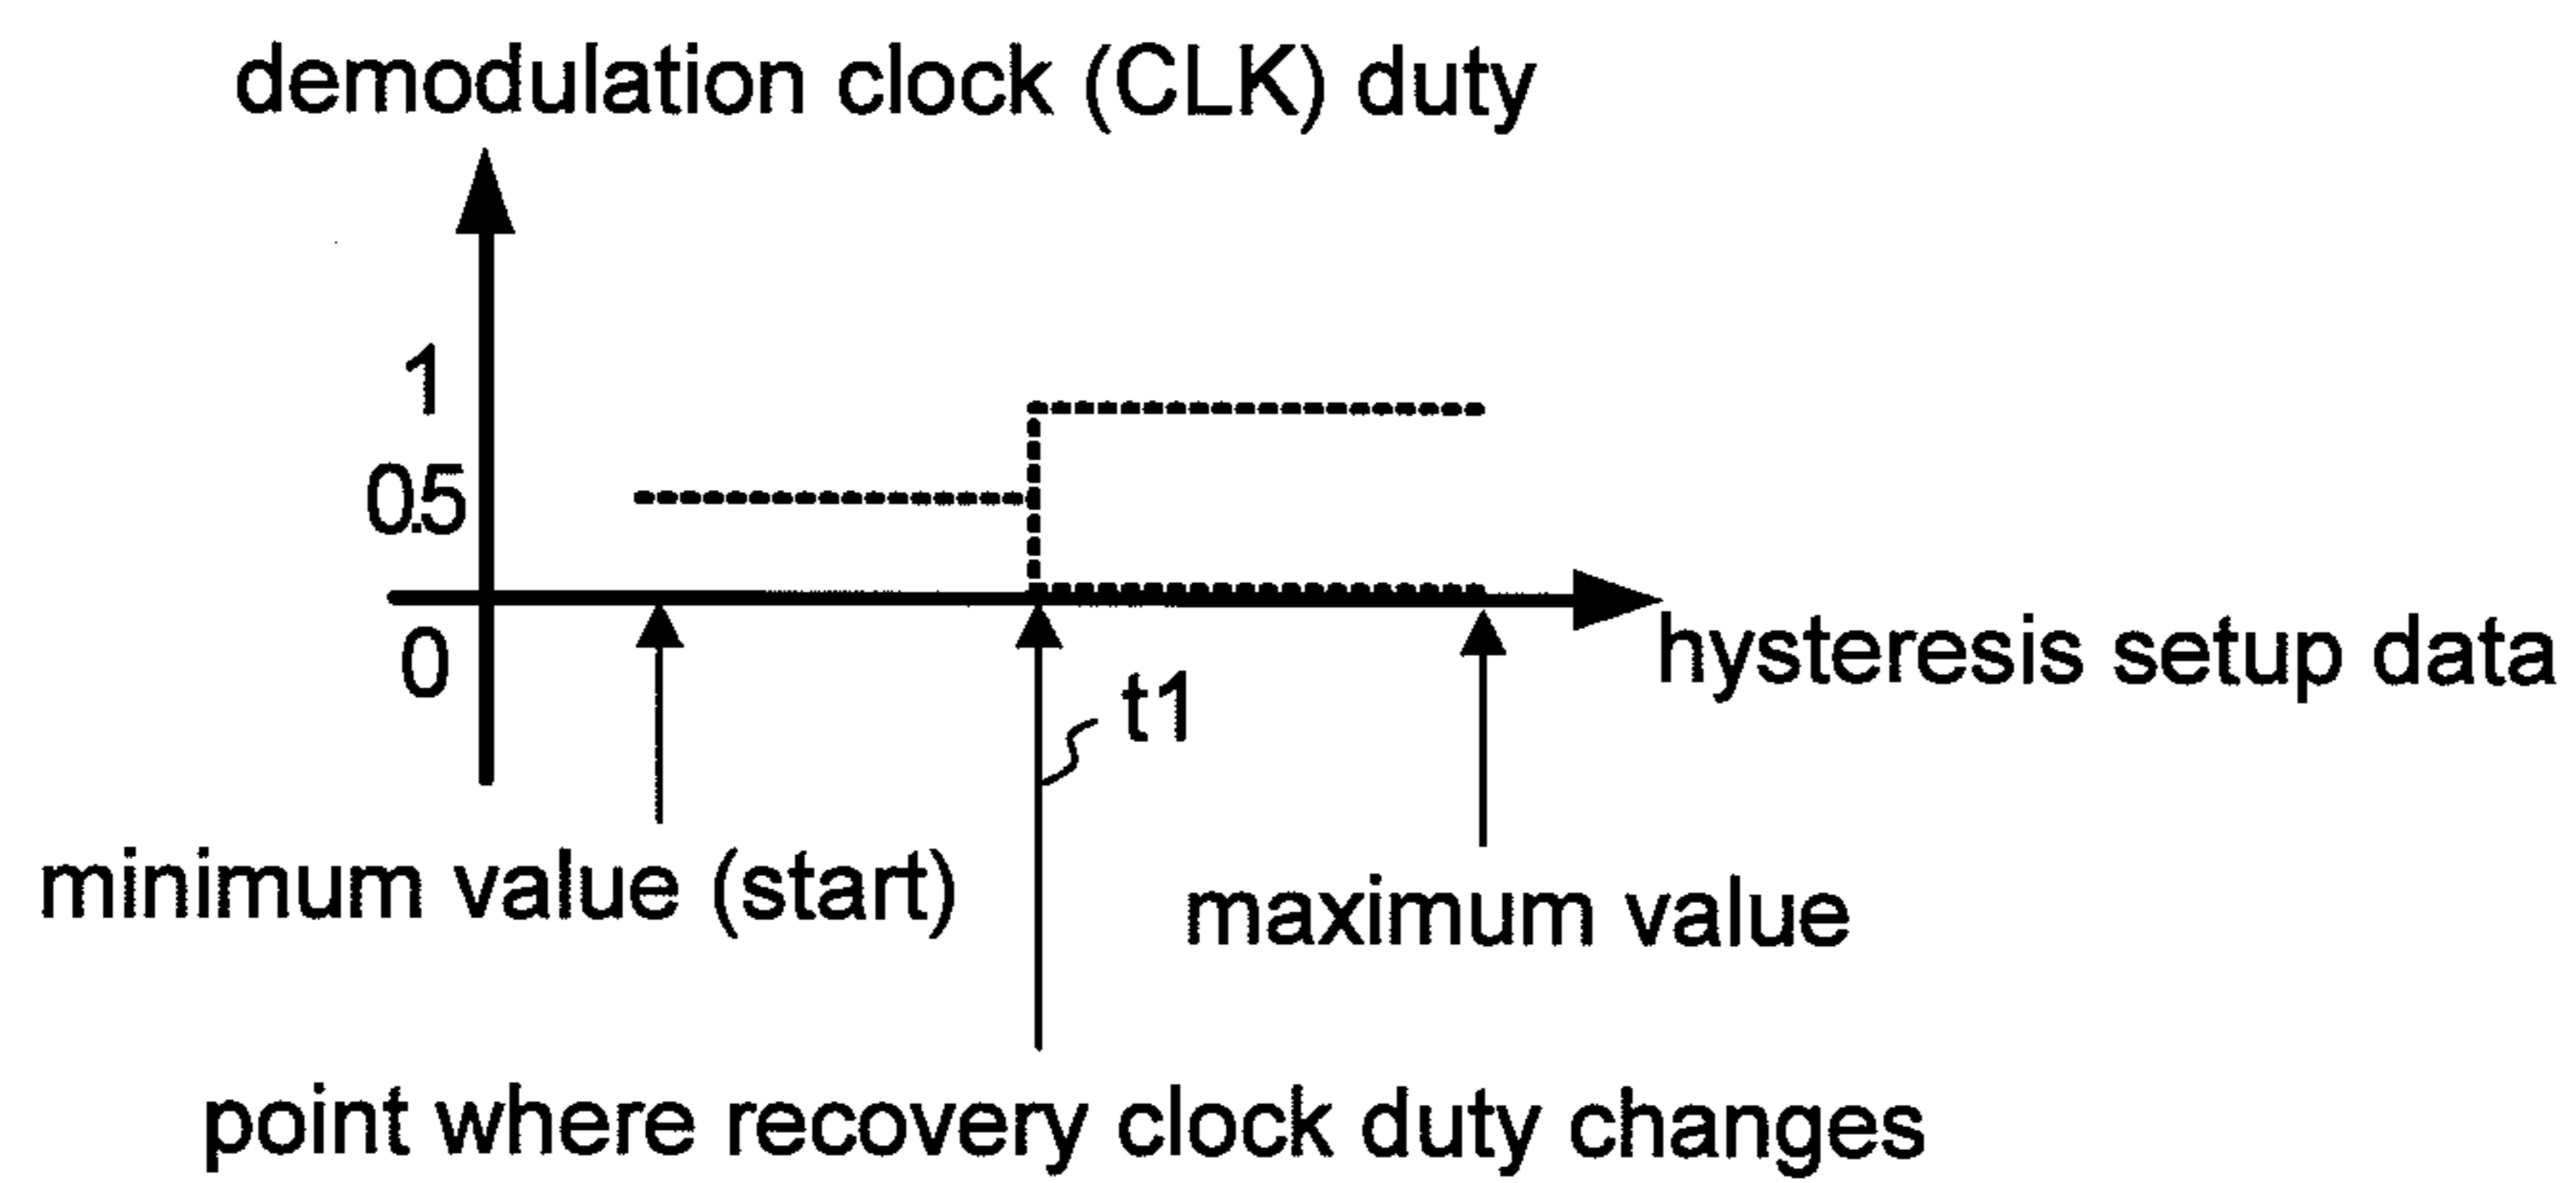 demodulation clock (CLK) duty
1
0.5
0
hysteresis setup data
t1
minimum value (start)
maximum value
point where recovery clock duty changes